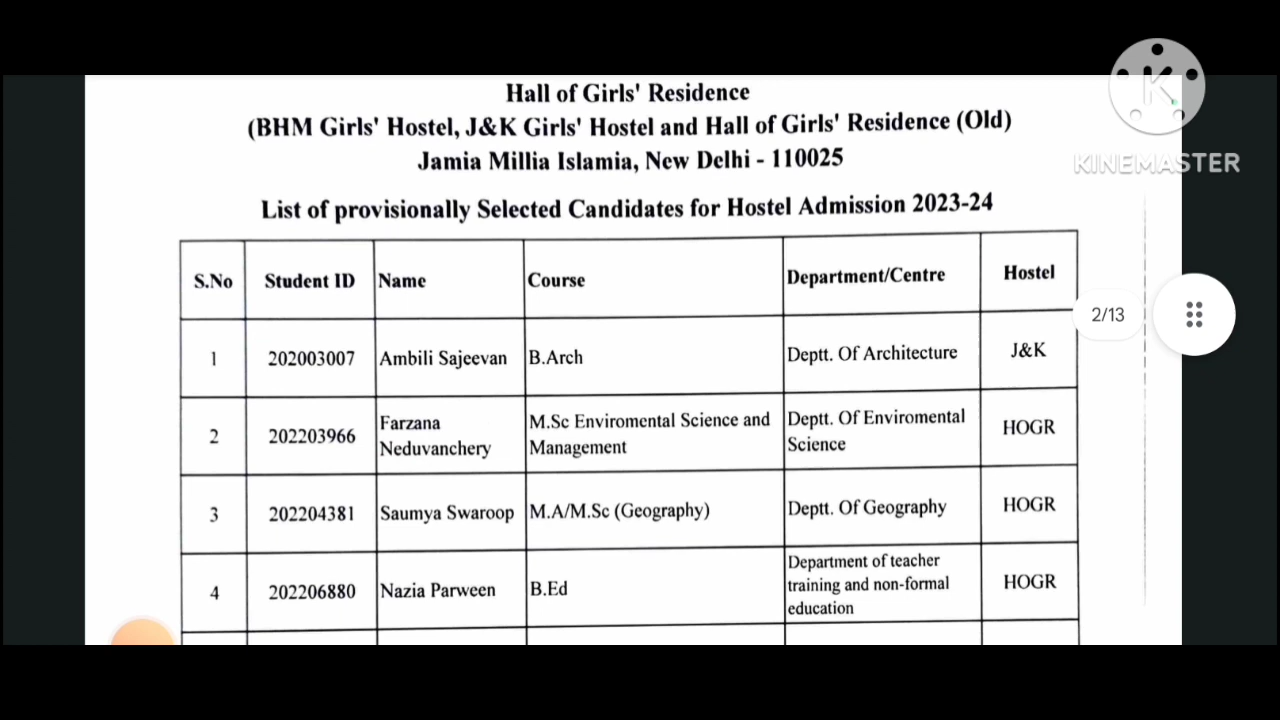 Hall of Girls' Residence
(BHM Girls' Hostel, J&K Girls' Hostel and Hall of Girls' Residence (Old)
Jamia Millia Islamia, New Delhi - 110025
List of provisionally Selected Candidates for Hostel Admission 2023-24
S.No Student ID Name Course Department/Centre Hostel
1 202003007 Ambili Sajeevan B.Arch Deptt. Of Architecture J&K
2 202203966 Farzana Neduvanchery M.Sc Enviromental Science and Management Deptt. Of Enviromental Science HOGR
3 202204381 Saumya Swaroop M.A/M.Sc (Geography) Deptt. Of Geography HOGR
4 202206880 Nazia Parween B.Ed Department of teacher training and non-formal education HOGR
2/13
K
KINEMASTER